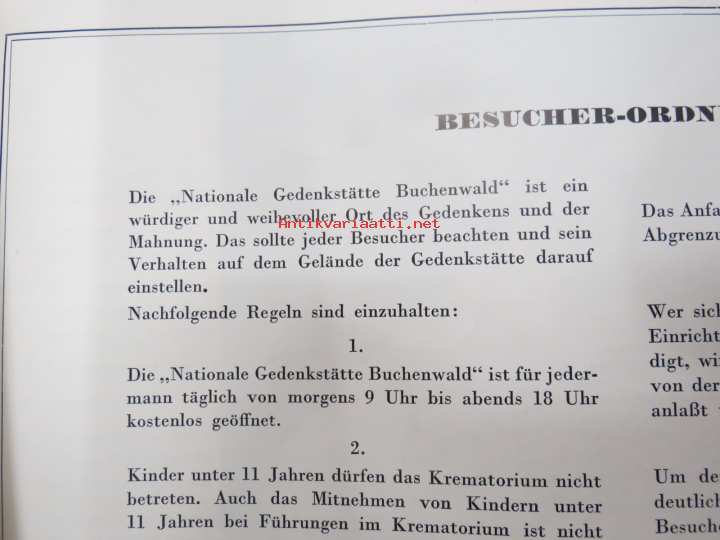 BESUCHER-ORDN
Die „Nationale Gedenkstätte Buchenwald“ ist ein
würdiger und weihevoller Ort des Gedenkens und der
Antikvariaatti.net
Mahnung. Das sollte jeder Besucher beachten und sein
Verhalten auf dem Gelände der Gedenkstätte darauf
einstellen.
Nachfolgende Regeln sind einzuhalten:
1.
Die „Nationale Gedenkstätte Buchenwald“ ist für jeder-
mann täglich von morgens 9 Uhr bis abends 18 Uhr
kostenlos geöffnet.
2.
Kinder unter 11 Jahren dürfen das Krematorium nicht
betreten. Auch das Mitnehmen von Kindern unter
11 Jahren bei Führungen im Krematorium ist nicht
Das Anfa
Abgrenzu
Wer sich
Einricht
digt, wi
von der
anlaßt
Um de
deutlich
Besuche